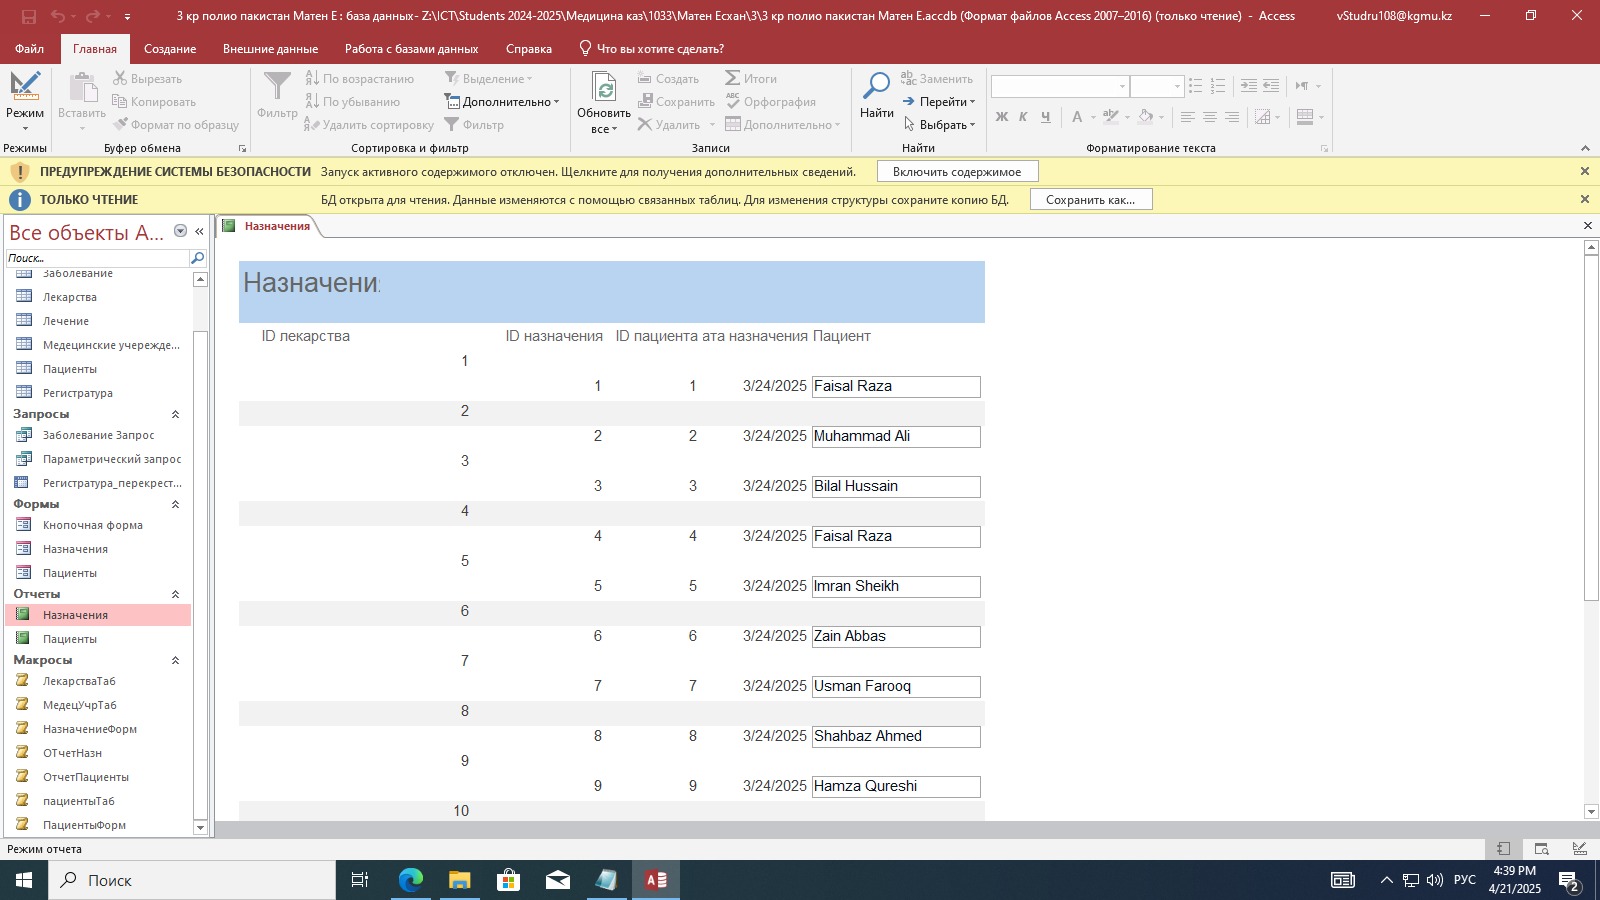 3 кр полио пакистан Матен Е : база данных- Z:\ICT\Students 2024-2025\Медицина каз\1033\Матен Есхан\3\3 кр полио пакистан Матен Е.accdb (Формат файлов Access 2007–2016) (только чтение) - Access
vStudru108@kgmu.kz
Файл Главная Создание Внешние данные Работа с базами данных Справка Что вы хотите сделать?
Режим
Режимы
Вставить
Вырезать
Копировать
Формат по образцу
Буфер обмена
Фильтр
По возрастанию
По убыванию
Удалить сортировку
Выделение
Дополнительно
Фильтр
Сортировка и фильтр
Обновить
все
Создать
Сохранить
Удалить
Итоги
Орфография
Дополнительно
Записи
Найти
Заменить
Перейти
Выбрать
Найти
Ж К Ч А
Форматирование текста
ПРЕДУПРЕЖДЕНИЕ СИСТЕМЫ БЕЗОПАСНОСТИ Запуск активного содержимого отключен. Щелкните для получения дополнительных сведений. Включить содержимое
ТОЛЬКО ЧТЕНИЕ БД открыта для чтения. Данные изменяются с помощью связанных таблиц. Для изменения структуры сохраните копию БД. Сохранить как...
Все объекты A...
Поиск...
Заболевание
Лекарства
Лечение
Медецинские учережде...
Пациенты
Регистратура
Запросы
Заболевание Запрос
Параметрический запрос
Регистратура_перекрест...
Формы
Кнопочная форма
Назначения
Пациенты
Отчеты
Назначения
Пациенты
Макросы
ЛекарстваТаб
МедецУчрТаб
НазначениеФорм
ОТчетНазн
ОтчетПациенты
пациентыТаб
ПациентыФорм
Назначения
Назначени
ID лекарства ID назначения ID пациента ата назначения Пациент
1
1 1 3/24/2025 Faisal Raza
2
2 2 3/24/2025 Muhammad Ali
3
3 3 3/24/2025 Bilal Hussain
4
4 4 3/24/2025 Faisal Raza
5
5 5 3/24/2025 Imran Sheikh
6
6 6 3/24/2025 Zain Abbas
7
7 7 3/24/2025 Usman Farooq
8
8 8 3/24/2025 Shahbaz Ahmed
9
9 9 3/24/2025 Hamza Qureshi
10
Режим отчета
Поиск
РУС
4:39 PM
4/21/2025
2